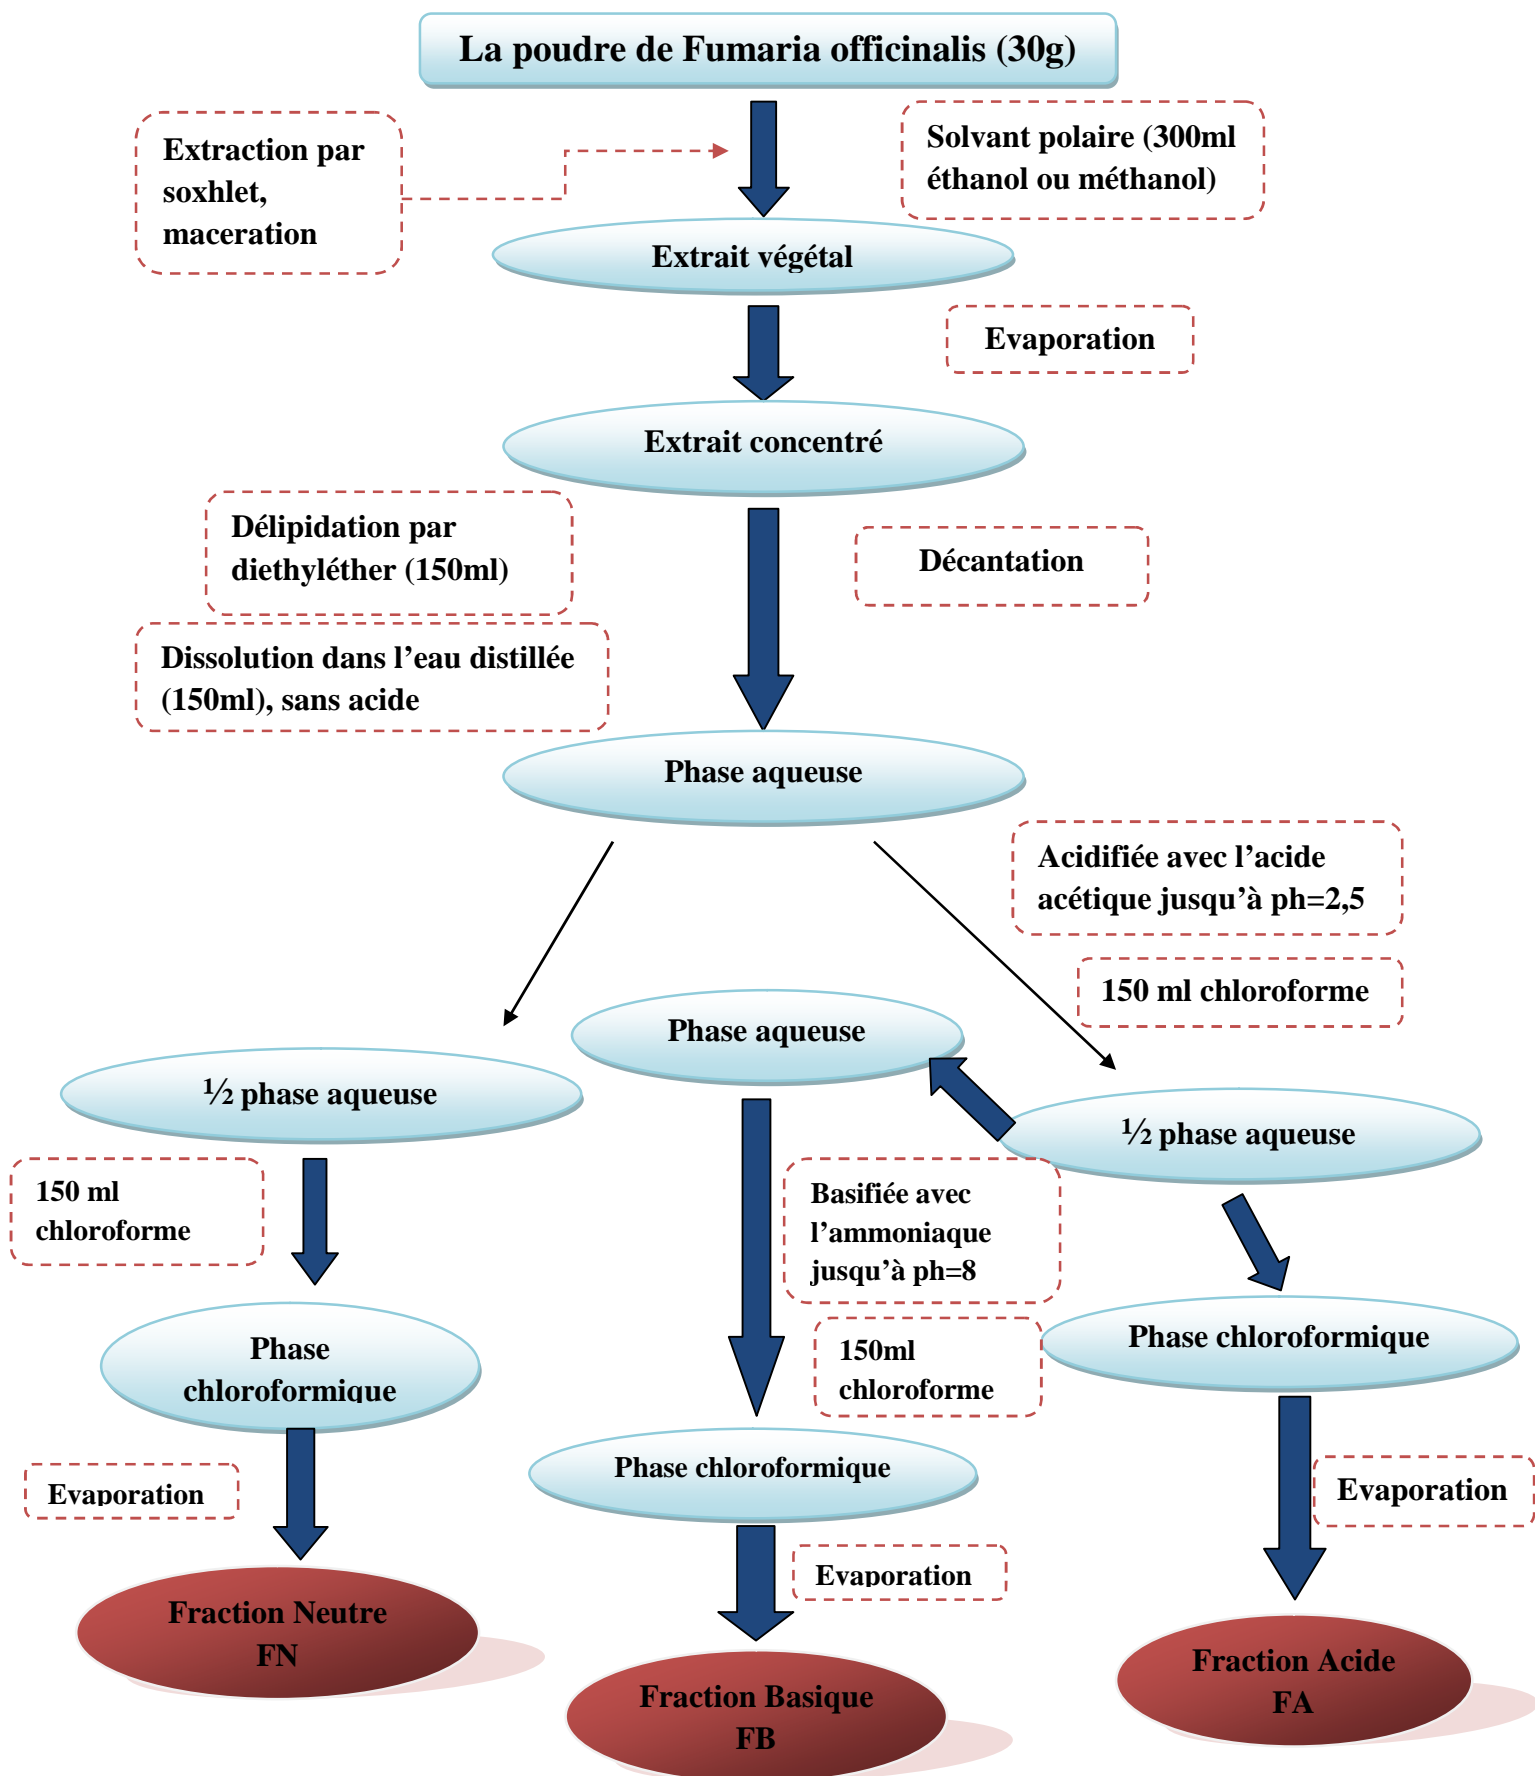 La poudre de Fumaria officinalis (30g)
Extraction par
soxhlet,
maceration
Solvant polaire (300ml
éthanol ou méthanol)
Extrait végétal
Evaporation
Extrait concentré
Délipidation par
diethyléther (150ml)
Décantation
Dissolution dans l’eau distillée
(150ml), sans acide
Phase aqueuse
Acidifiée avec l’acide
acétique jusqu’à ph=2,5
150 ml chloroforme
Phase aqueuse
½ phase aqueuse
½ phase aqueuse
150 ml
chloroforme
Basifiée avec
l’ammoniaque
jusqu’à ph=8
150ml
chloroforme
Phase
chloroformique
Phase chloroformique
Phase chloroformique
Evaporation
Evaporation
Evaporation
Fraction Neutre
FN
Fraction Basique
FB
Fraction Acide
FA